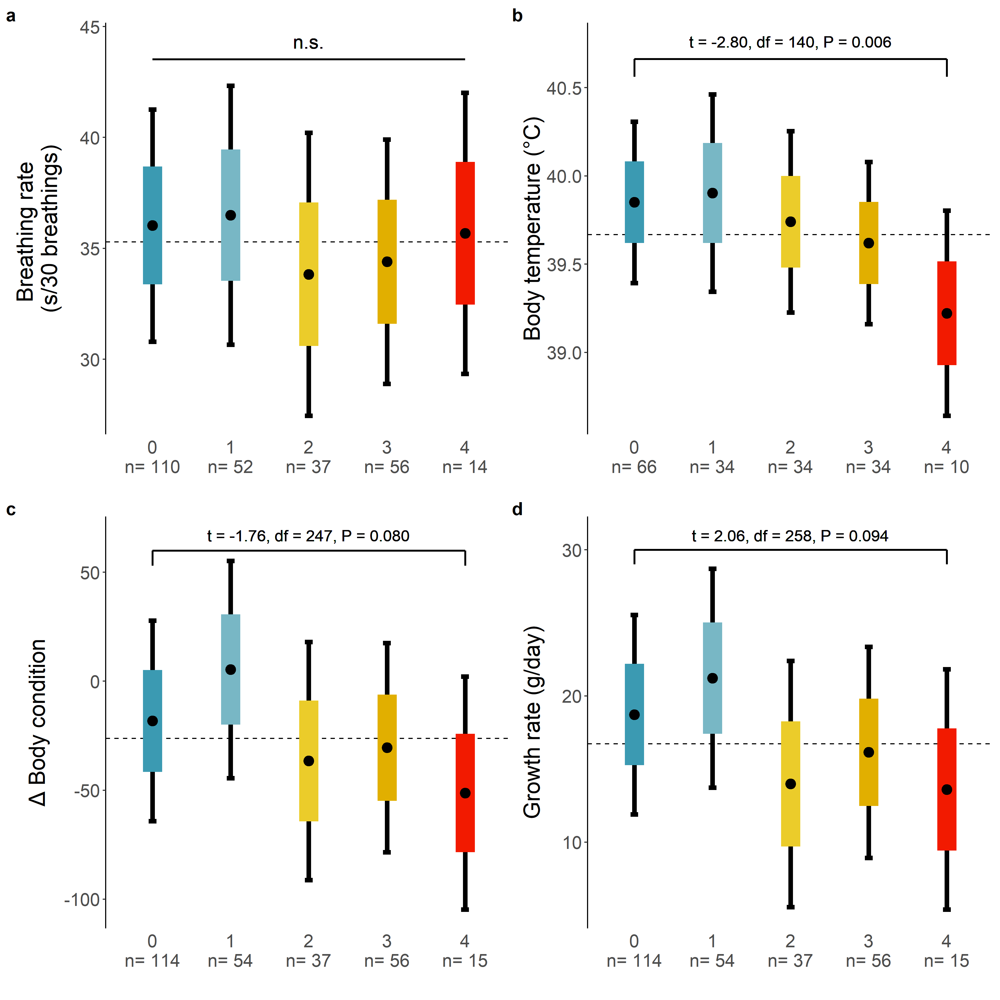 a
n.s.
45
40
35
30
Breathing rate
(s/30 breathings)
0 1 2 3 4
n= 110 n= 52 n= 37 n= 56 n= 14
b
t = -2.80, df = 140, P = 0.006
40.5
40.0
39.5
39.0
Body temperature (°C)
0 1 2 3 4
n= 66 n= 34 n= 34 n= 34 n= 10
c
t = -1.76, df = 247, P = 0.080
50
0
-50
-100
Δ Body condition
0 1 2 3 4
n= 114 n= 54 n= 37 n= 56 n= 15
d
t = 2.06, df = 258, P = 0.094
30
20
10
Growth rate (g/day)
0 1 2 3 4
n= 114 n= 54 n= 37 n= 56 n= 15